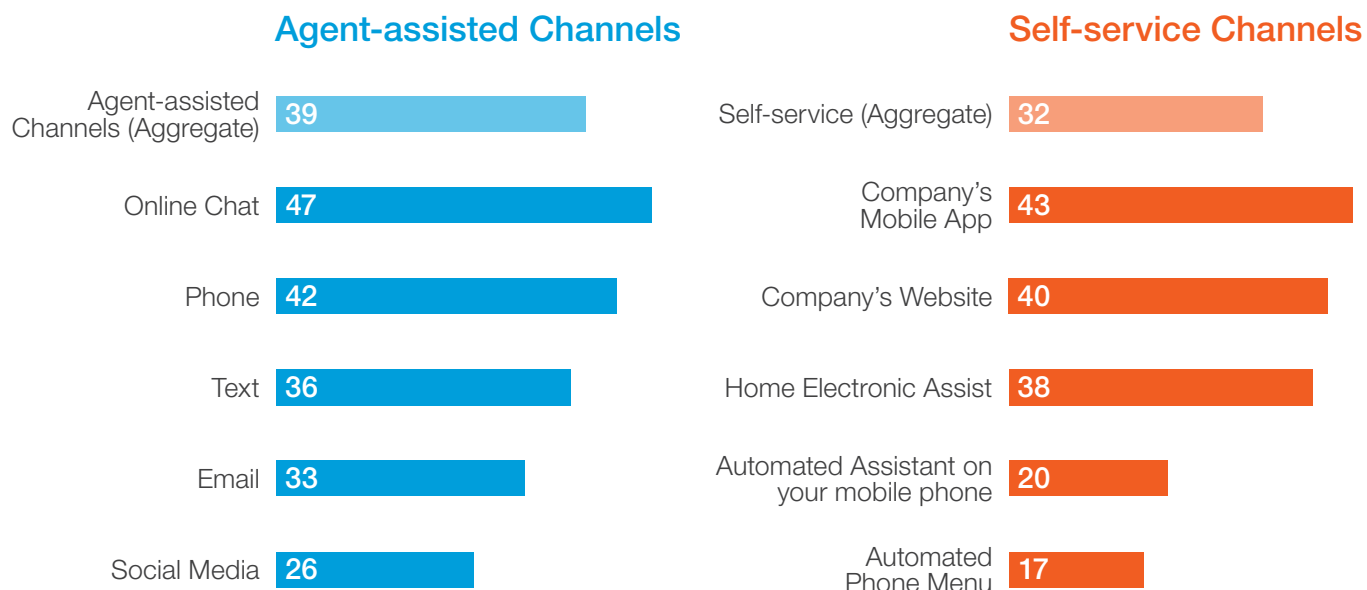 Agent-assisted Channels
Agent-assisted
Channels (Aggregate)
39
Online Chat
47
Phone
42
Text
36
Email
33
Social Media
26
Self-service Channels
Self-service (Aggregate)
32
Company’s
Mobile App
43
Company’s Website
40
Home Electronic Assist
38
Automated Assistant on
your mobile phone
20
Automated
Phone Menu
17